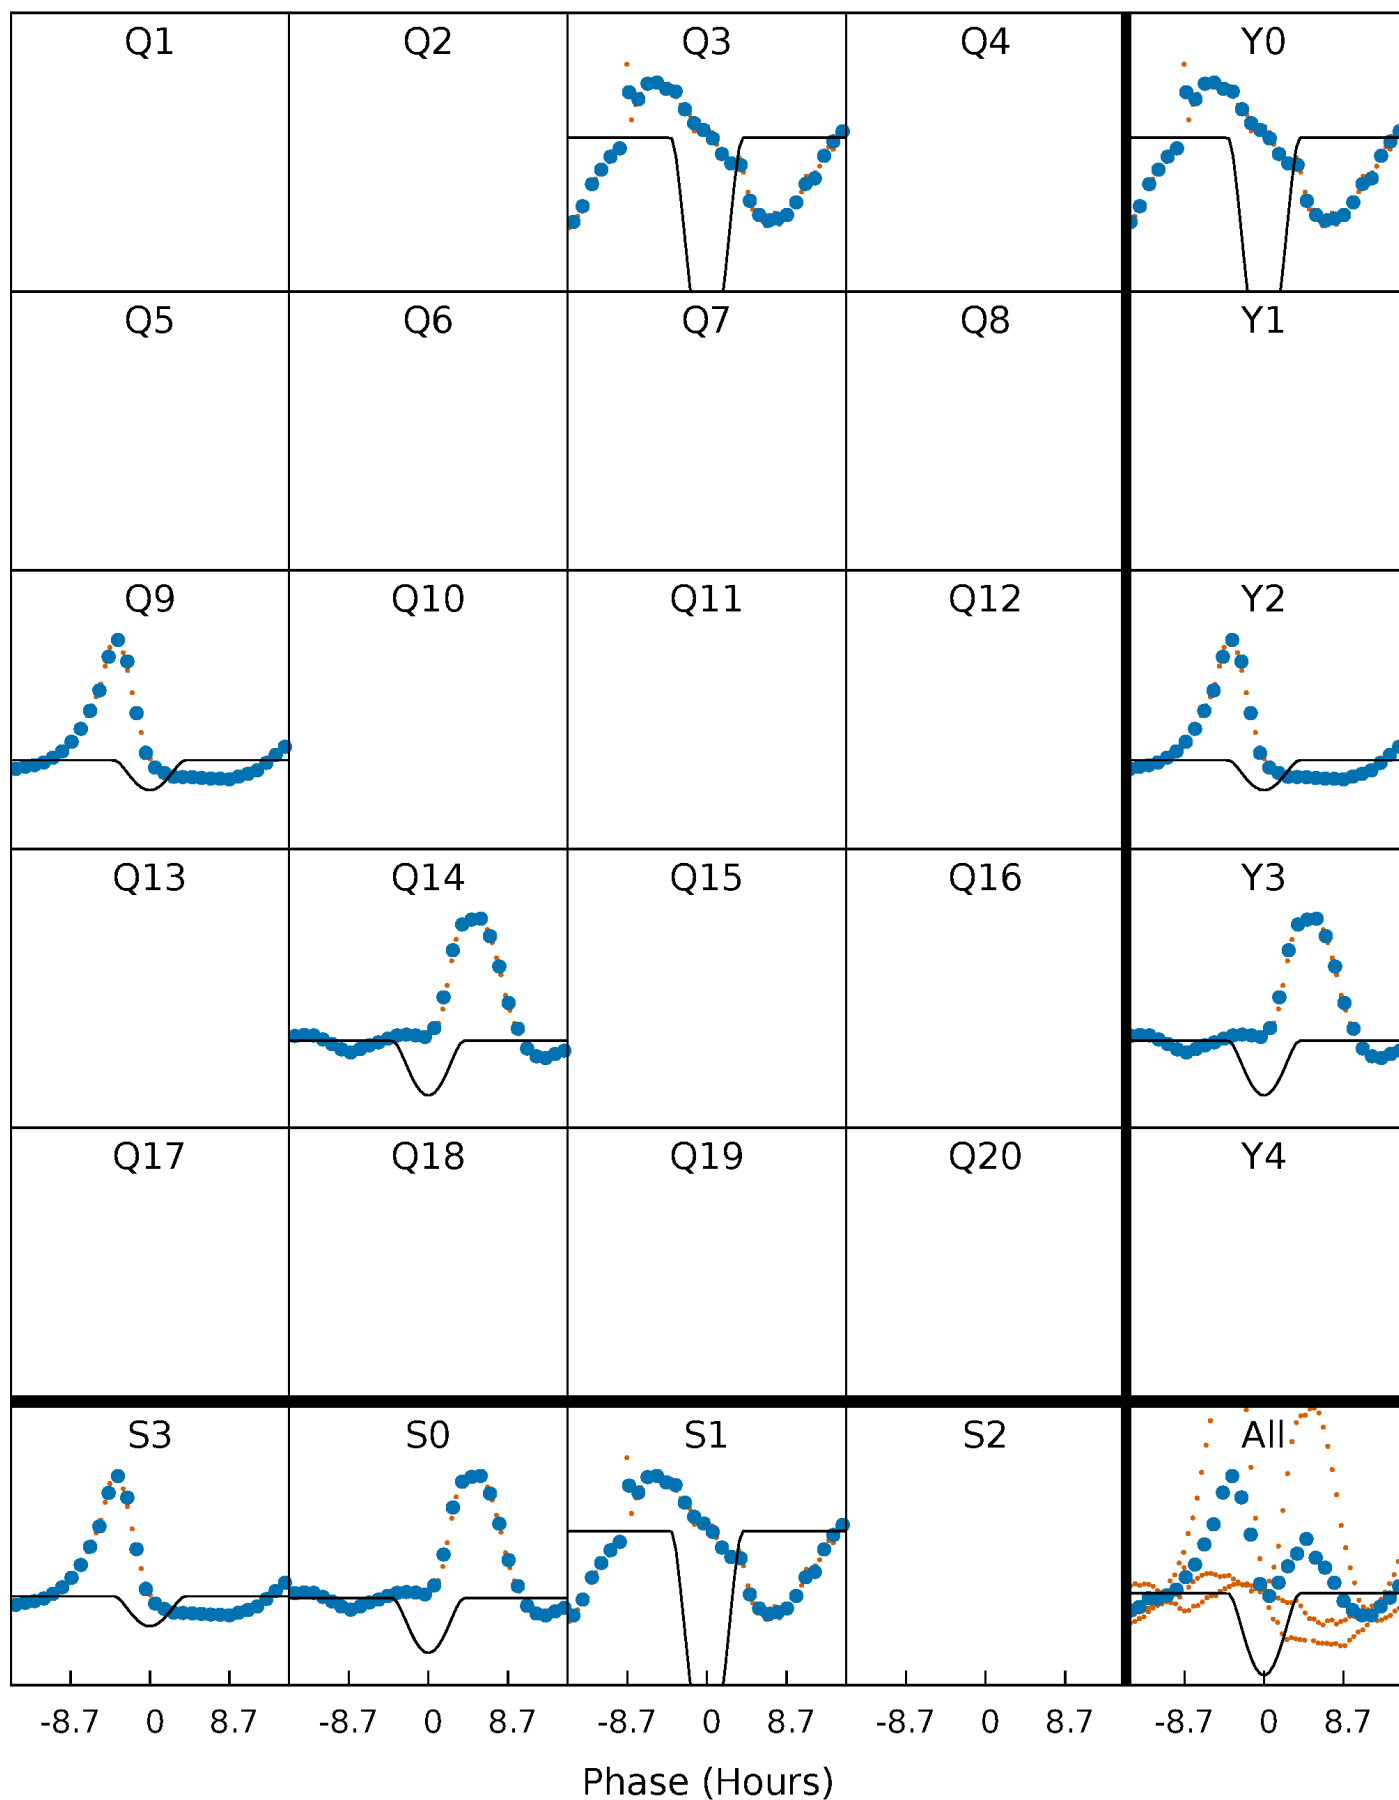 Q1 Q2 Q3 Q4 Y0
Q5 Q6 Q7 Q8 Y1
Q9 Q10 Q11 Q12 Y2
Q13 Q14 Q15 Q16 Y3
Q17 Q18 Q19 Q20 Y4
S3 S0 S1 S2 All
-8.7 0 8.7 -8.7 0 8.7 -8.7 0 8.7 -8.7 0 8.7 -8.7 0 8.7
Phase (Hours)